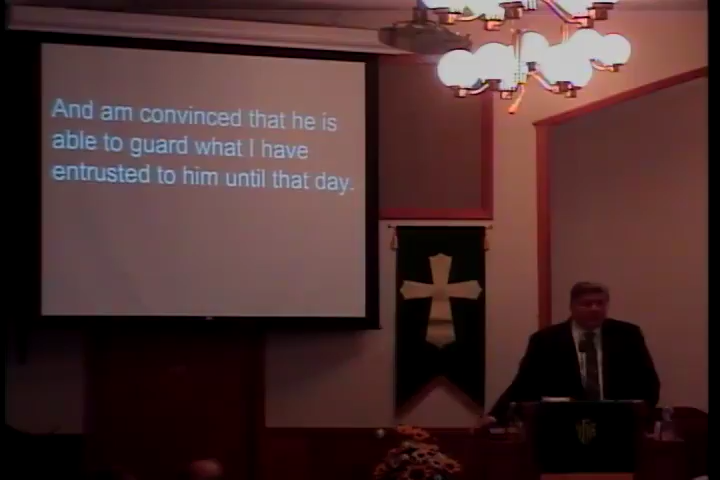 And am convinced that he is
able to guard what I have
entrusted to him until that day.